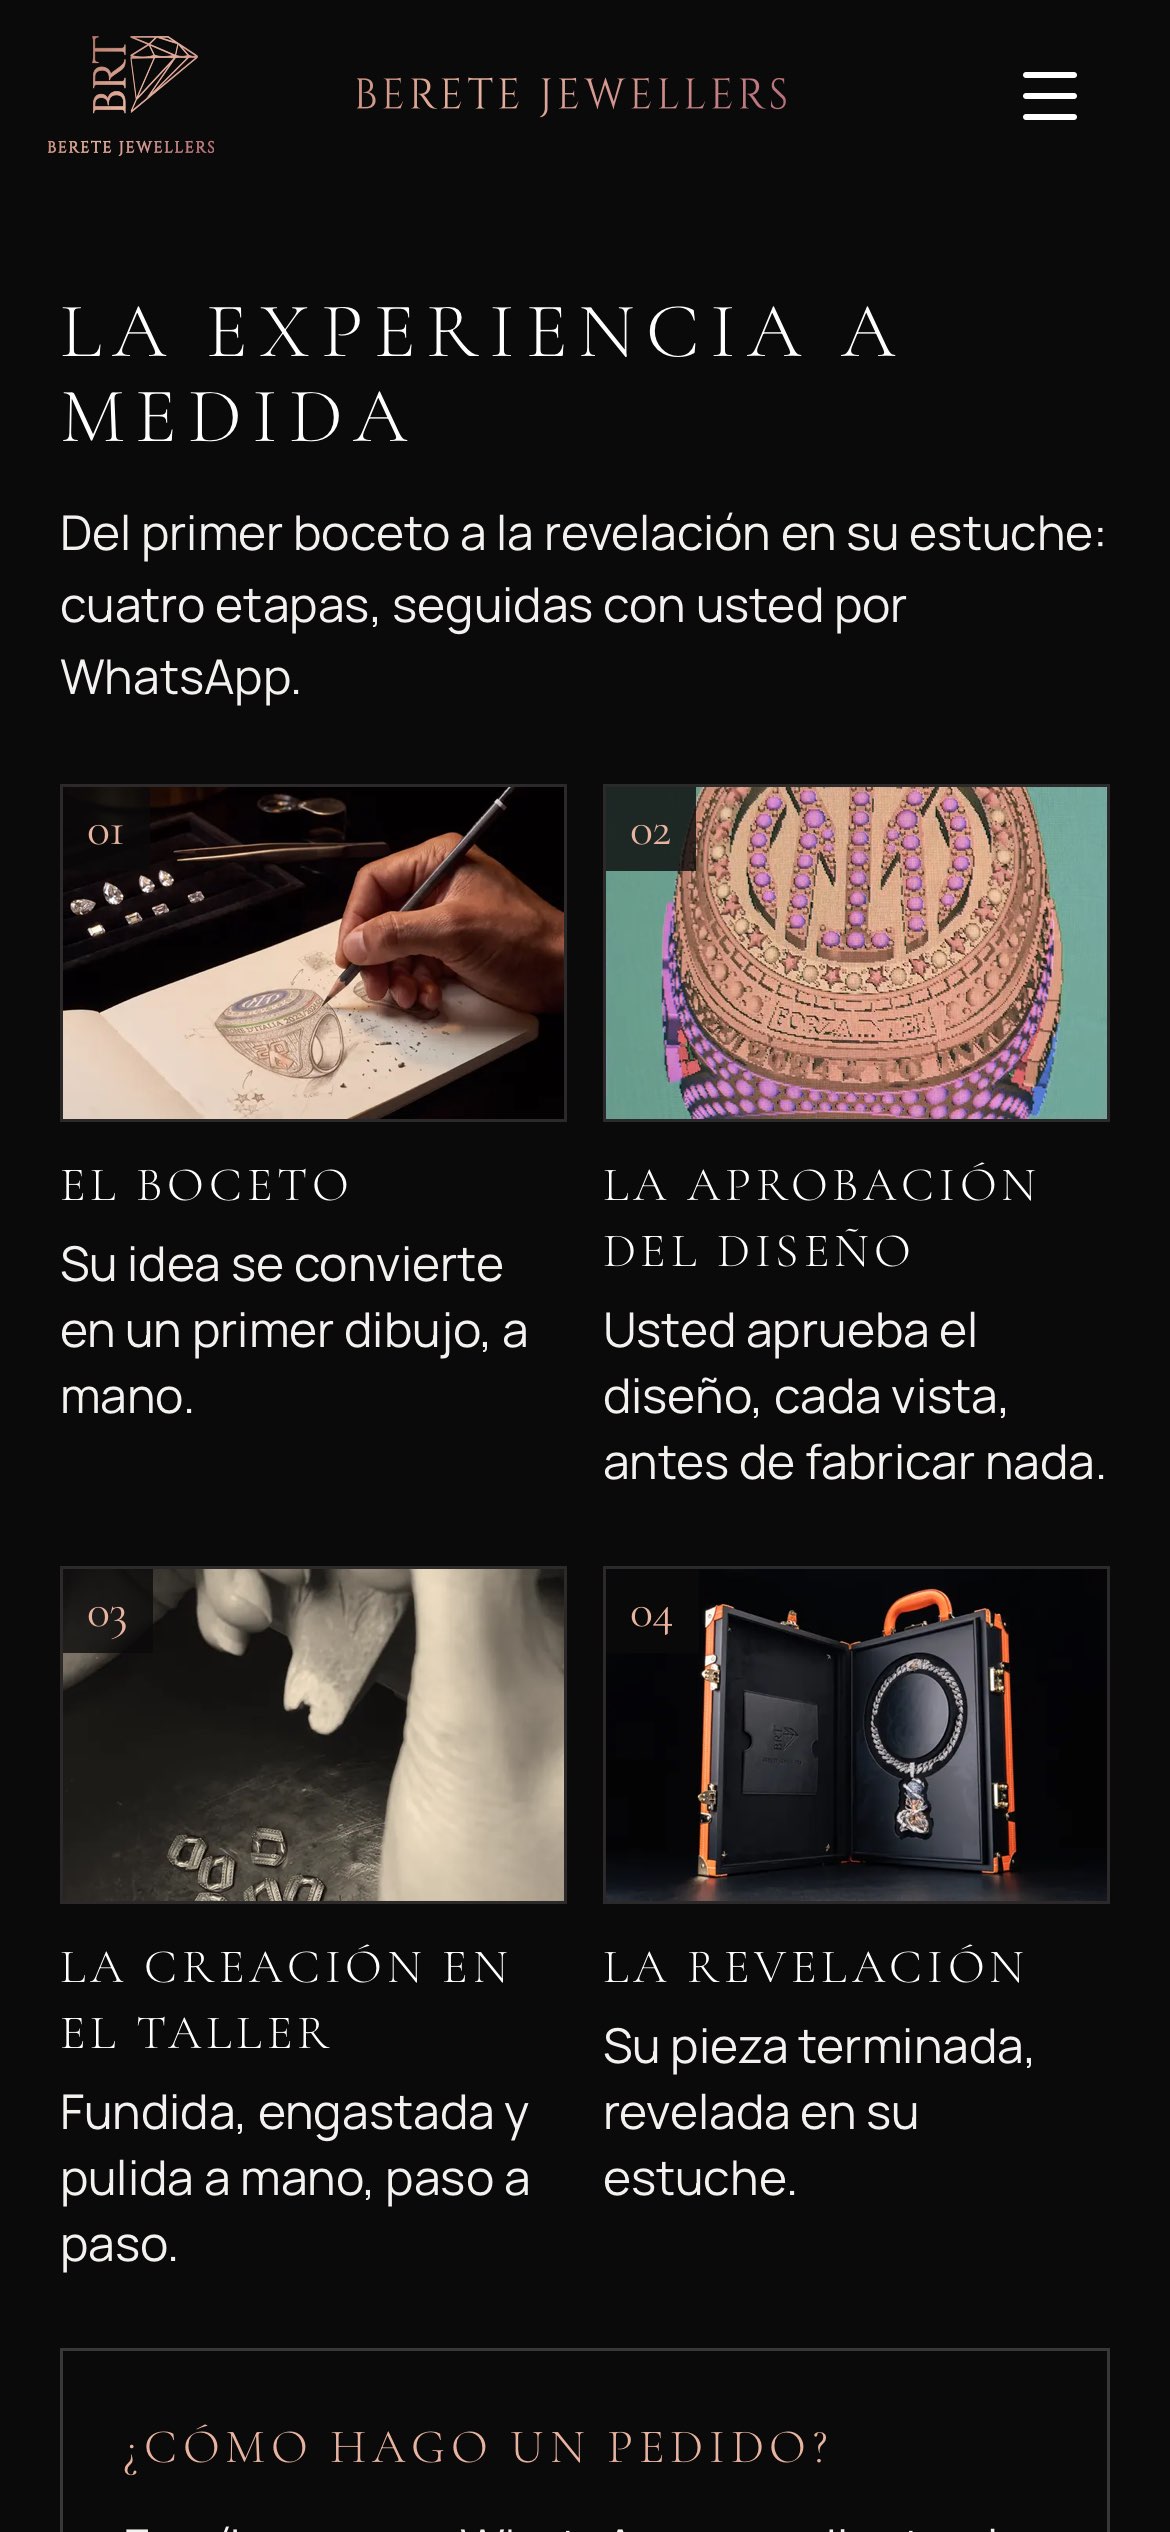 BRT
BERETE JEWELLERS
BERETE JEWELLERS
LA EXPERIENCIA A
MEDIDA
Del primer boceto a la revelación en su estuche:
cuatro etapas, seguidas con usted por
WhatsApp.
01
02
FORZA INTER
EL BOCETO
Su idea se convierte
en un primer dibujo, a
mano.
LA APROBACIÓN
DEL DISEÑO
Usted aprueba el
diseño, cada vista,
antes de fabricar nada.
03
04
BRT
LA CREACIÓN EN
EL TALLER
Fundida, engastada y
pulida a mano, paso a
paso.
LA REVELACIÓN
Su pieza terminada,
revelada en su
estuche.
¿CÓMO HAGO UN PEDIDO?